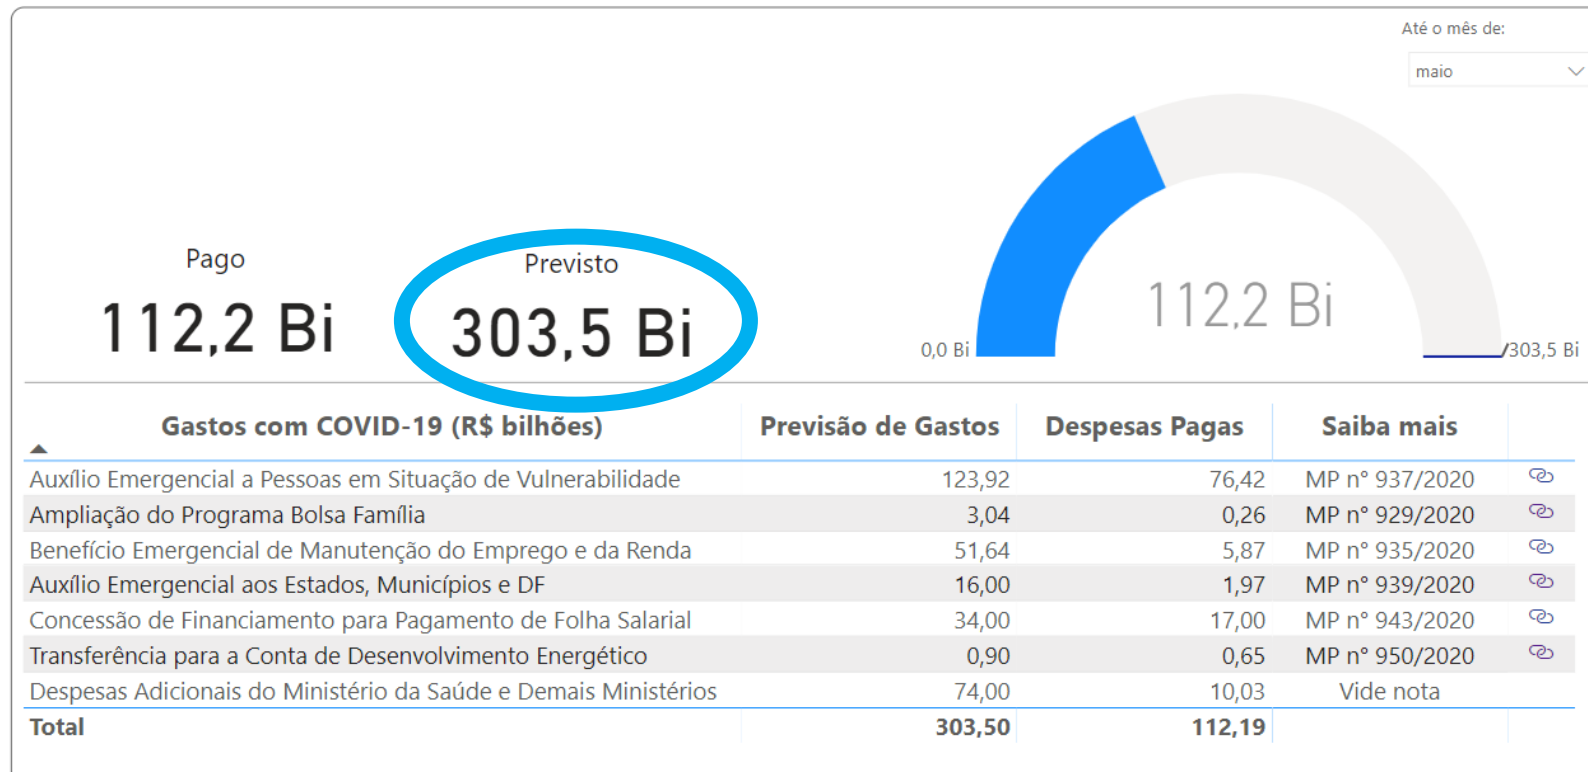 Até o mês de:
maio
Pago
112,2 Bi
Previsto
303,5 Bi
112,2 Bi
0,0 Bi
303,5 Bi
Gastos com COVID-19 (R$ bilhões) Previsão de Gastos Despesas Pagas Saiba mais
Auxílio Emergencial a Pessoas em Situação de Vulnerabilidade 123,92 76,42 MP n° 937/2020
Ampliação do Programa Bolsa Família 3,04 0,26 MP n° 929/2020
Benefício Emergencial de Manutenção do Emprego e da Renda 51,64 5,87 MP n° 935/2020
Auxílio Emergencial aos Estados, Municípios e DF 16,00 1,97 MP n° 939/2020
Concessão de Financiamento para Pagamento de Folha Salarial 34,00 17,00 MP n° 943/2020
Transferência para a Conta de Desenvolvimento Energético 0,90 0,65 MP n° 950/2020
Despesas Adicionais do Ministério da Saúde e Demais Ministérios 74,00 10,03 Vide nota
Total 303,50 112,19